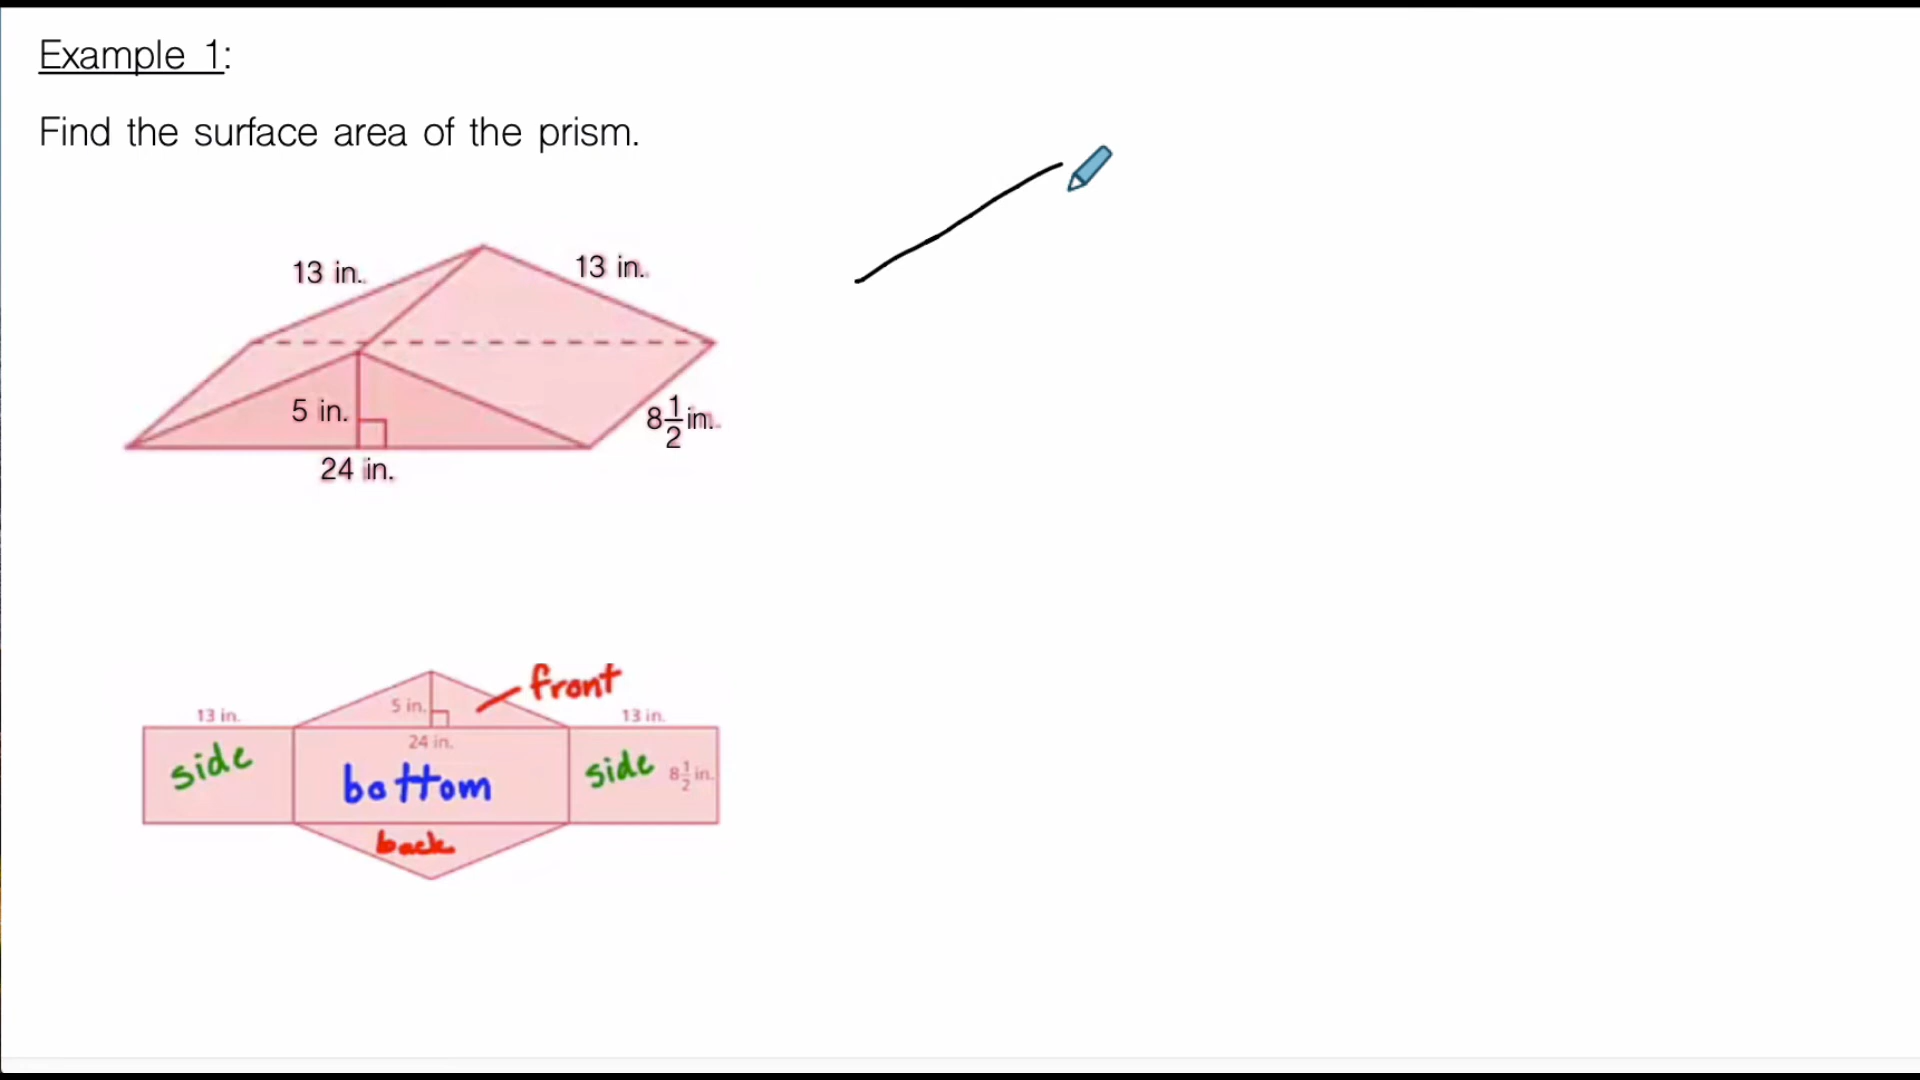 Example 1:
Find the surface area of the prism.
13 in.
13 in.
5 in.
8 1/2 in.
24 in.
front
5 in.
13 in.
13 in.
24 in.
side
bottom
side
8 1/2 in.
back